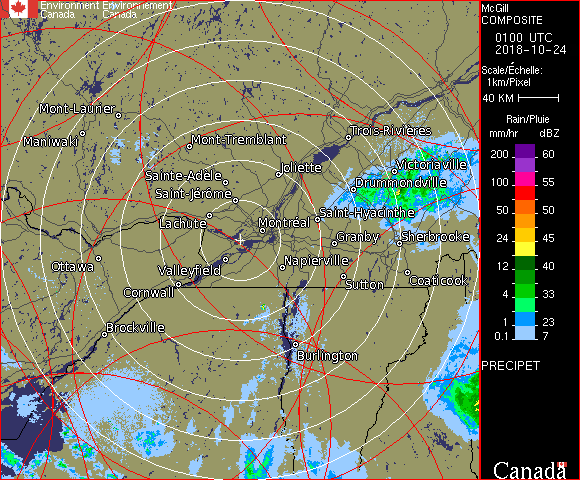 Environment Environnement
Canada Canada
McGill
COMPOSITE
0100 UTC
2018-10-24
Scale/Échelle:
1km/Pixel
40 KM
Rain/Pluie
mm/hr dBZ
200 60
100 55
50 50
24 45
12 40
4 33
1 23
0.1 7
PRECIPET
Canada
Mont-Laurier
Maniwaki
Mont-Tremblant
Trois-Rivières
Sainte-Adèle
Joliette
Victoriaville
Saint-Jérôme
Drummondville
Lachute
Montréal
Saint-Hyacinthe
Ottawa
Valleyfield
Napierville
Granby
Sherbrooke
Cornwall
Sutton
Coaticook
Brockville
Burlington